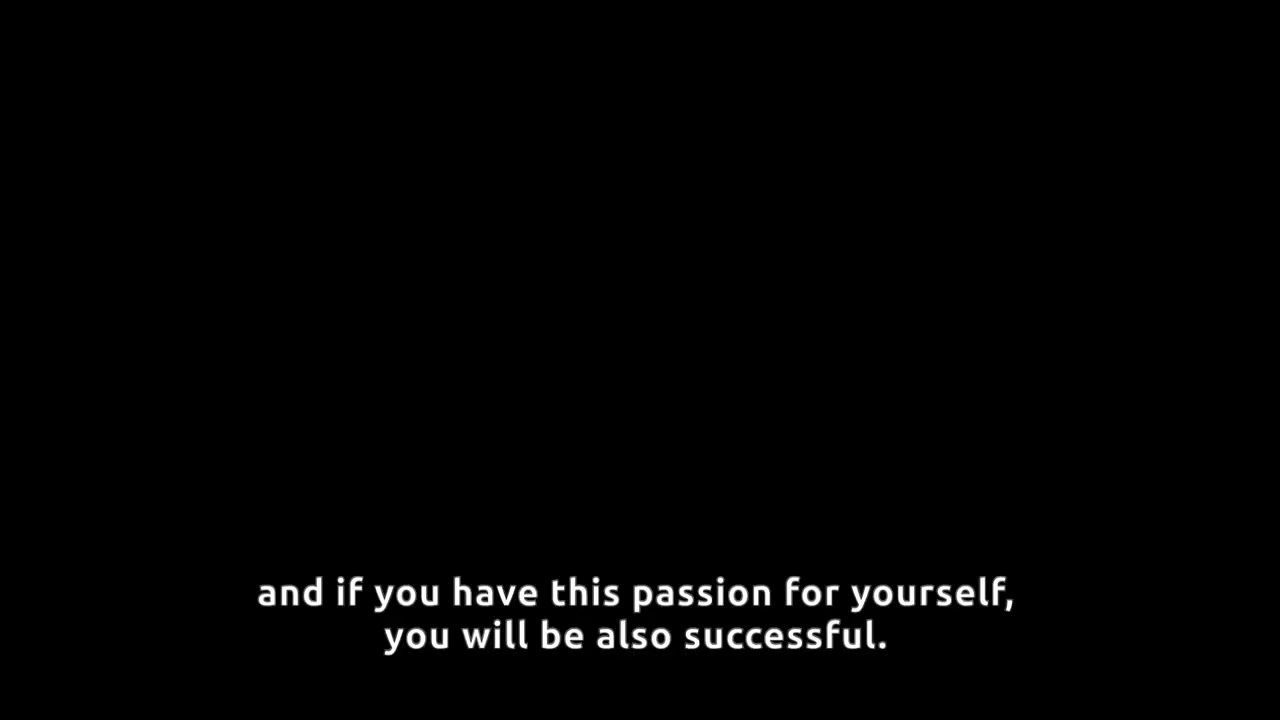 and if you have this passion for yourself,
you will be also successful.